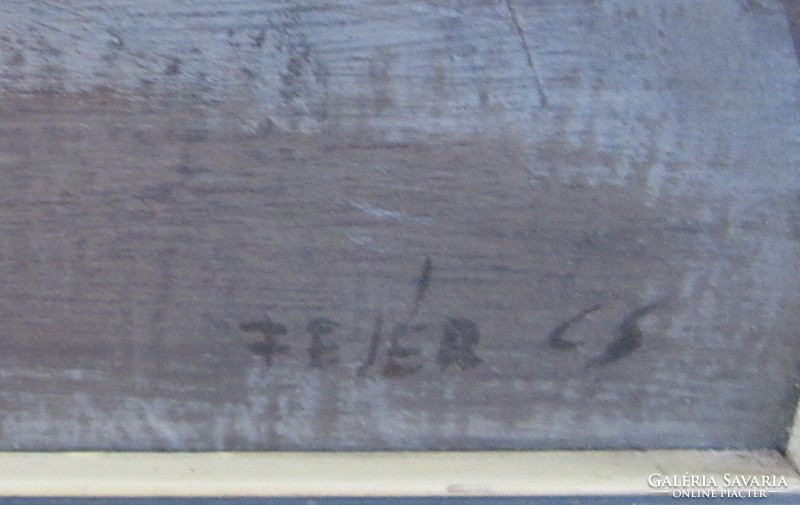 FEJÉR CS
GALÉRIA SAVARIA
ONLINE PIACTÉR